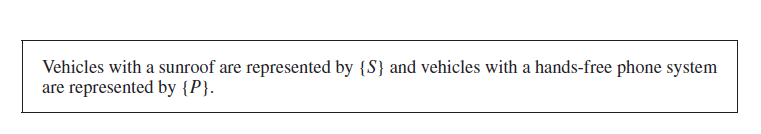 Vehicles with a sunroof are represented by {S} and vehicles with a hands-free phone system
are represented by {P}.